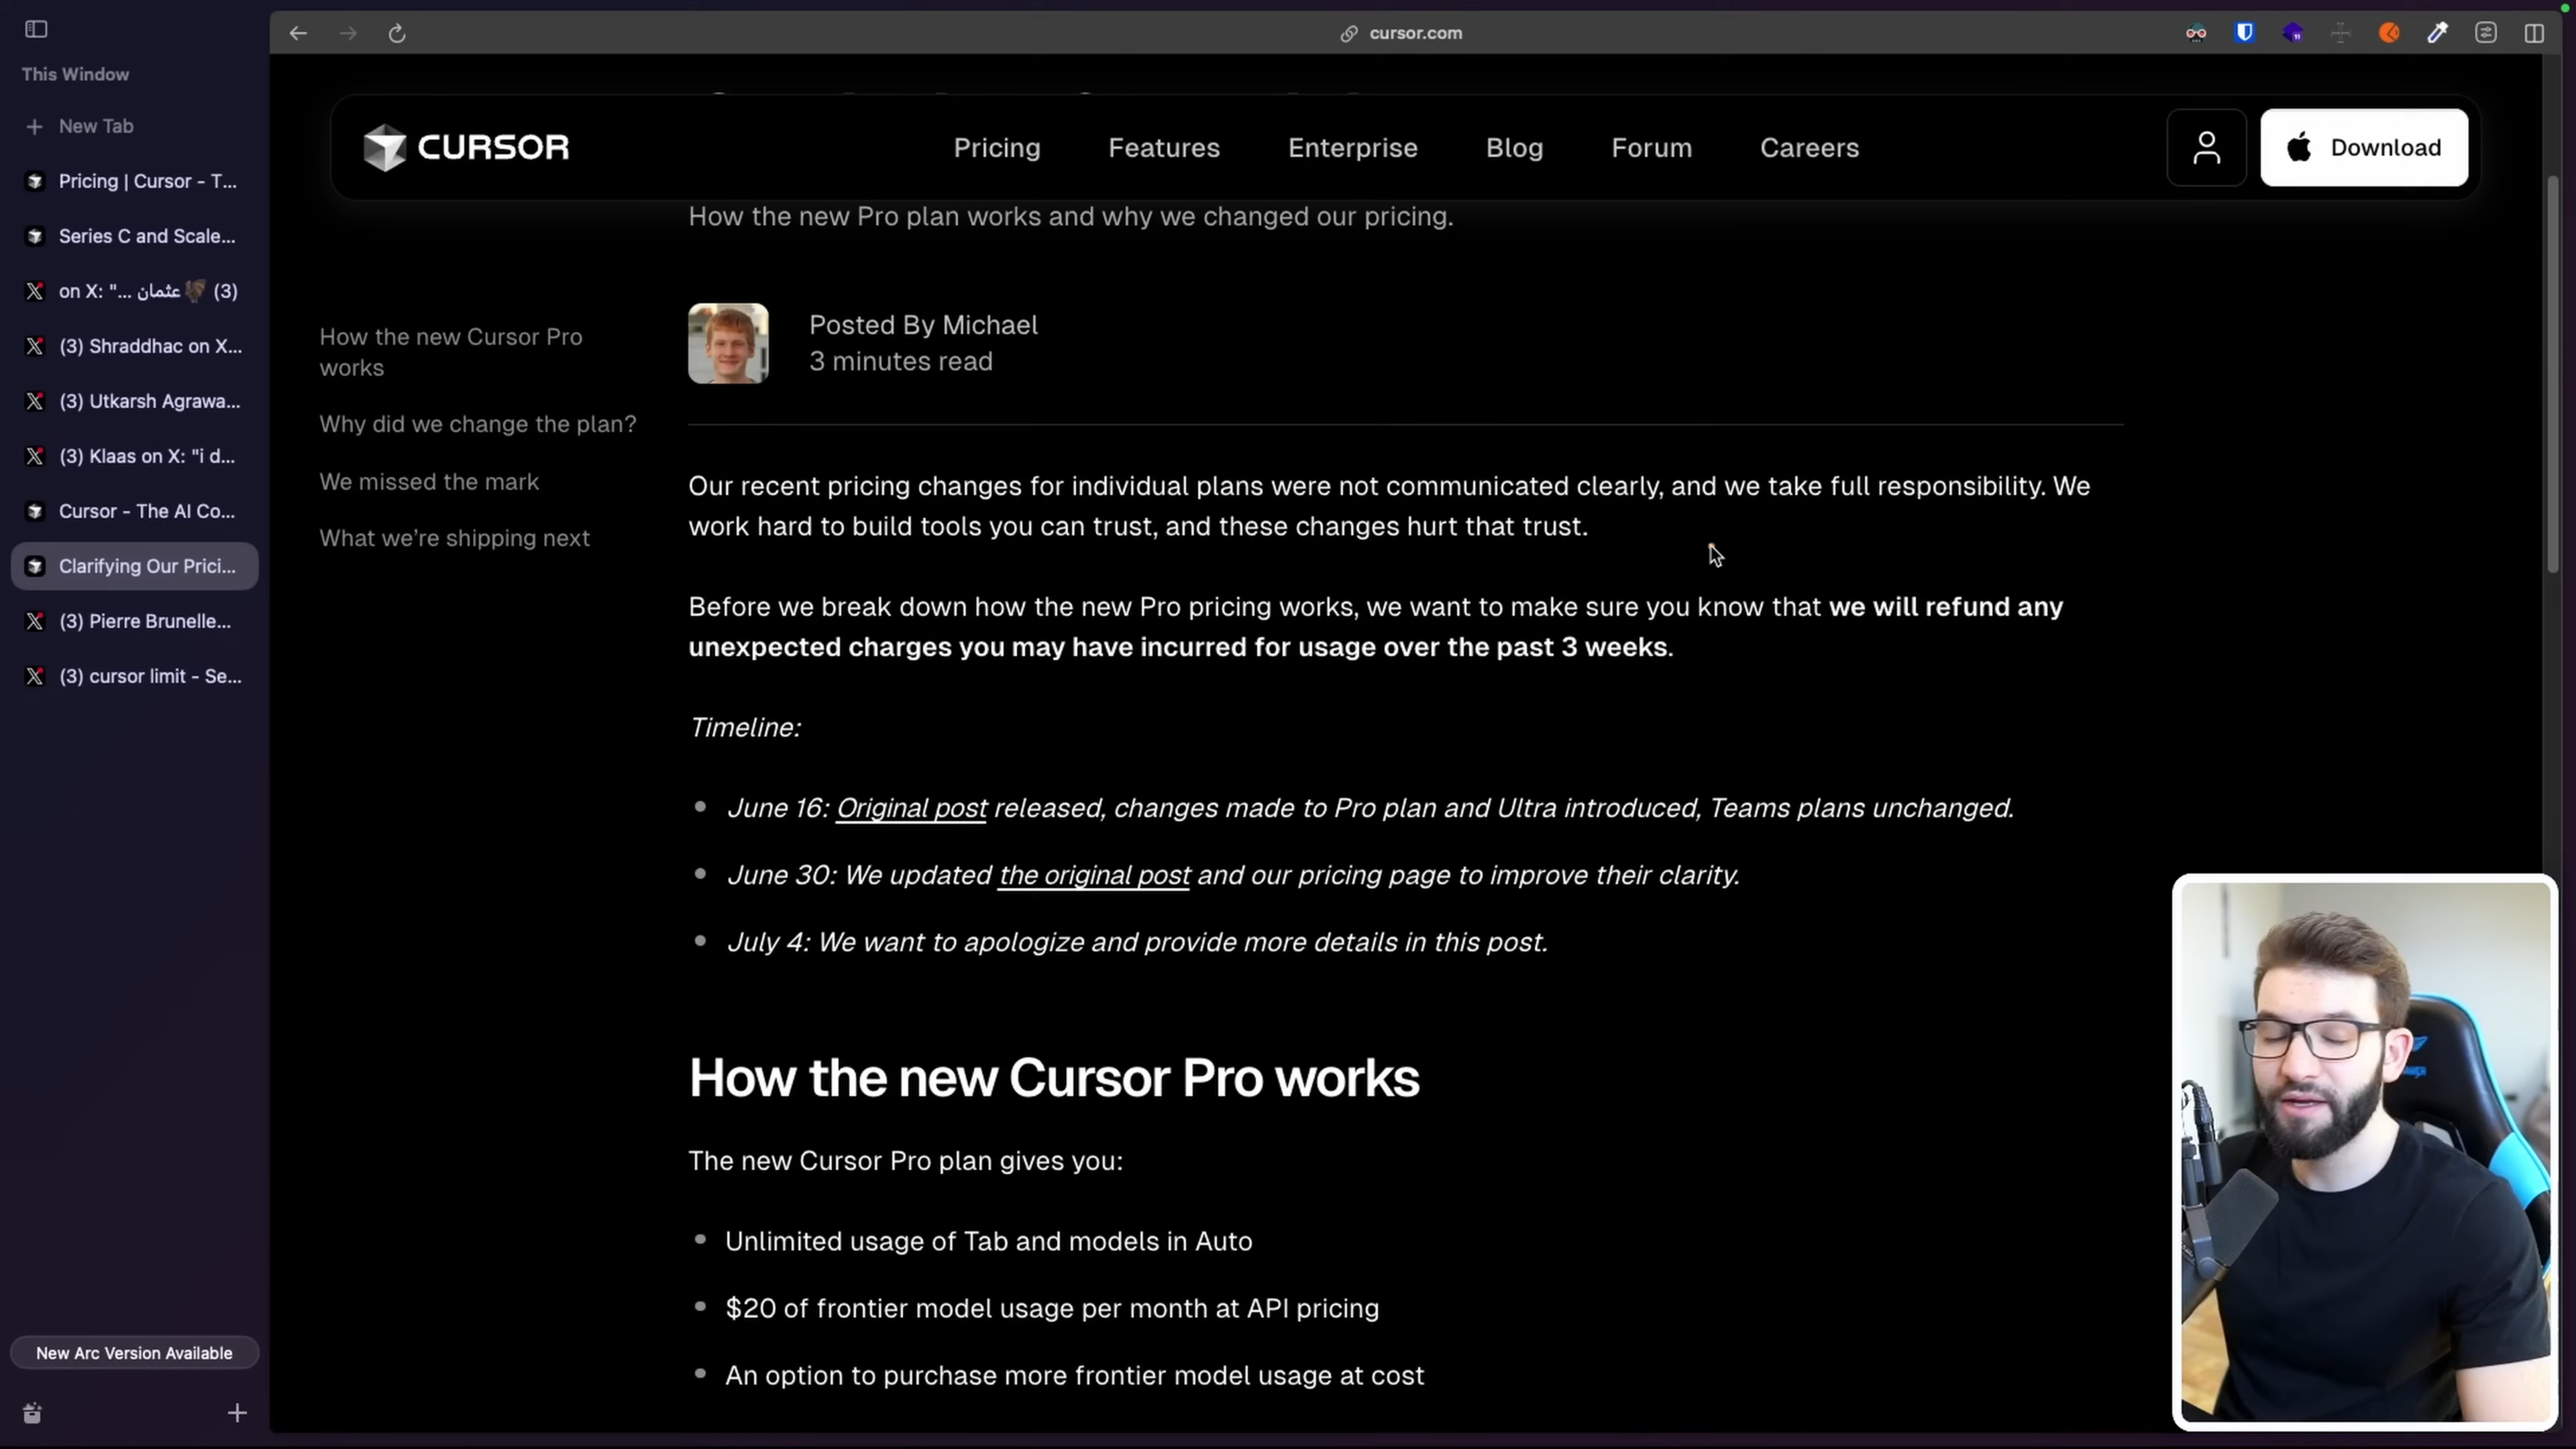 This Window
New Tab
Pricing | Cursor - T...
Series C and Scale...
on X: "... عثمان (3)
(3) Shraddhac on X...
(3) Utkarsh Agrawa...
(3) Klaas on X: "i d...
Cursor - The AI Co...
Clarifying Our Prici...
(3) Pierre Brunelle...
(3) cursor limit - Se...
New Arc Version Available
cursor.com
CURSOR
Pricing
Features
Enterprise
Blog
Forum
Careers
Download
How the new Cursor Pro
works
Why did we change the plan?
We missed the mark
What we're shipping next
How the new Pro plan works and why we changed our pricing.
Posted By Michael
3 minutes read
Our recent pricing changes for individual plans were not communicated clearly, and we take full responsibility. We
work hard to build tools you can trust, and these changes hurt that trust.
Before we break down how the new Pro pricing works, we want to make sure you know that we will refund any
unexpected charges you may have incurred for usage over the past 3 weeks.
Timeline:
June 16: Original post released, changes made to Pro plan and Ultra introduced, Teams plans unchanged.
June 30: We updated the original post and our pricing page to improve their clarity.
July 4: We want to apologize and provide more details in this post.
How the new Cursor Pro works
The new Cursor Pro plan gives you:
Unlimited usage of Tab and models in Auto
$20 of frontier model usage per month at API pricing
An option to purchase more frontier model usage at cost